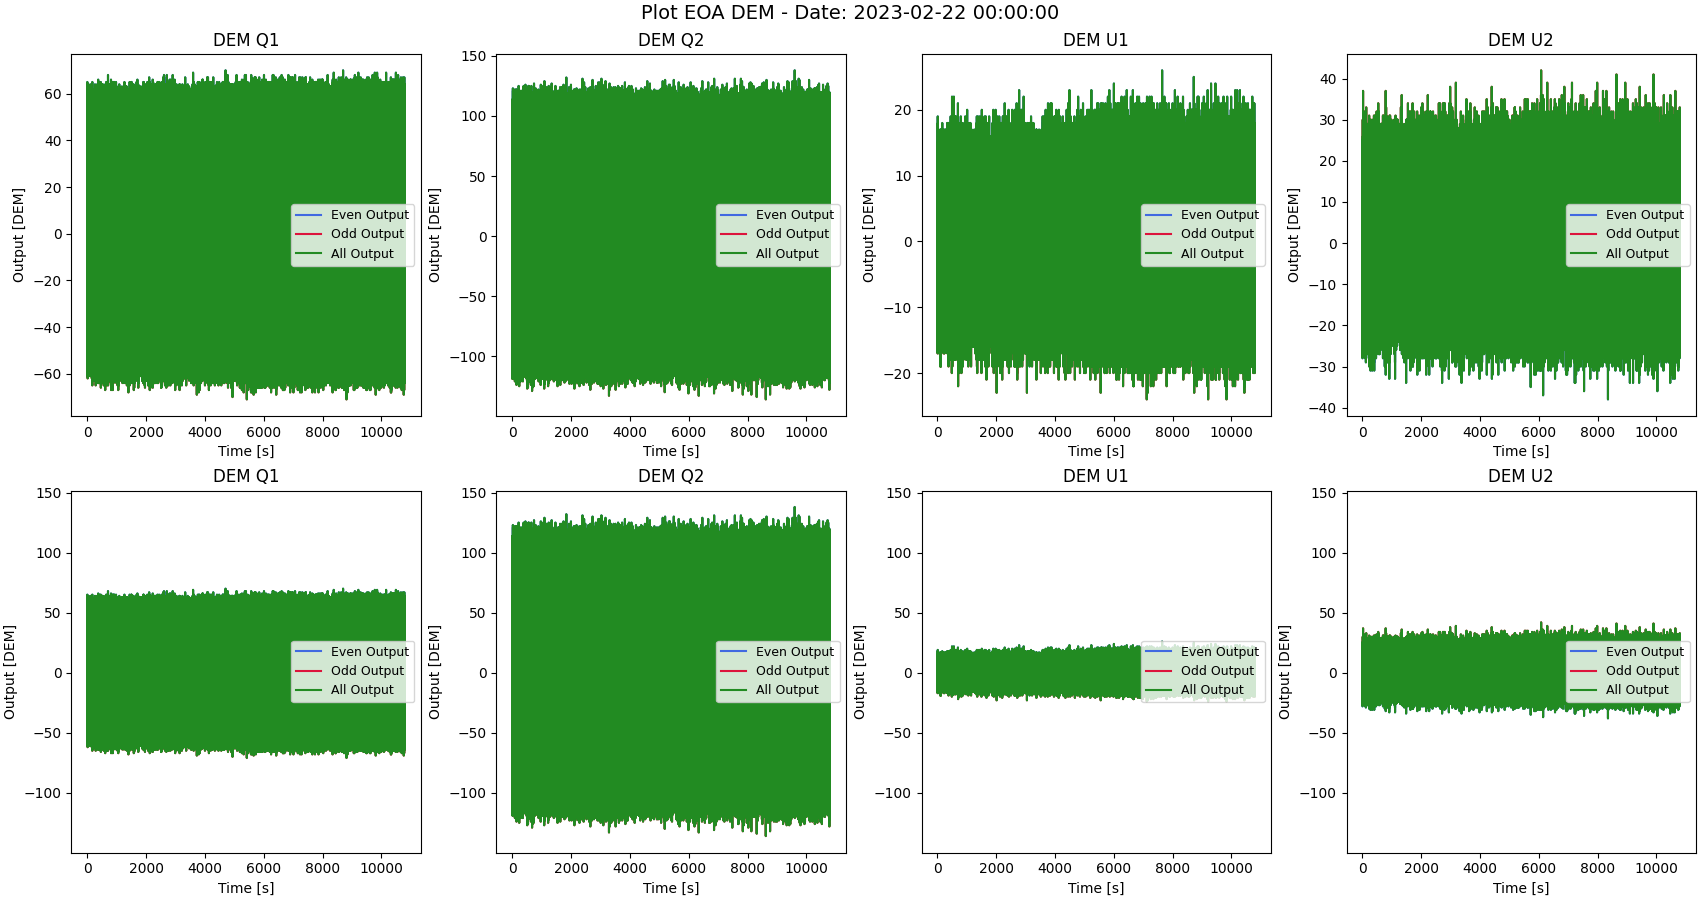 Plot EOA DEM - Date: 2023-02-22 00:00:00
DEM Q1
Output [DEM]
60
40
20
0
−20
−40
−60
Even Output
Odd Output
All Output
0 2000 4000 6000 8000 10000
Time [s]
DEM Q2
Output [DEM]
150
100
50
0
−50
−100
Even Output
Odd Output
All Output
0 2000 4000 6000 8000 10000
Time [s]
DEM U1
Output [DEM]
20
10
0
−10
−20
Even Output
Odd Output
All Output
0 2000 4000 6000 8000 10000
Time [s]
DEM U2
Output [DEM]
40
30
20
10
0
−10
−20
−30
−40
Even Output
Odd Output
All Output
0 2000 4000 6000 8000 10000
Time [s]
DEM Q1
Output [DEM]
150
100
50
0
−50
−100
Even Output
Odd Output
All Output
0 2000 4000 6000 8000 10000
Time [s]
DEM Q2
Output [DEM]
150
100
50
0
−50
−100
Even Output
Odd Output
All Output
0 2000 4000 6000 8000 10000
Time [s]
DEM U1
Output [DEM]
150
100
50
0
−50
−100
Even Output
Odd Output
All Output
0 2000 4000 6000 8000 10000
Time [s]
DEM U2
Output [DEM]
150
100
50
0
−50
−100
Even Output
Odd Output
All Output
0 2000 4000 6000 8000 10000
Time [s]